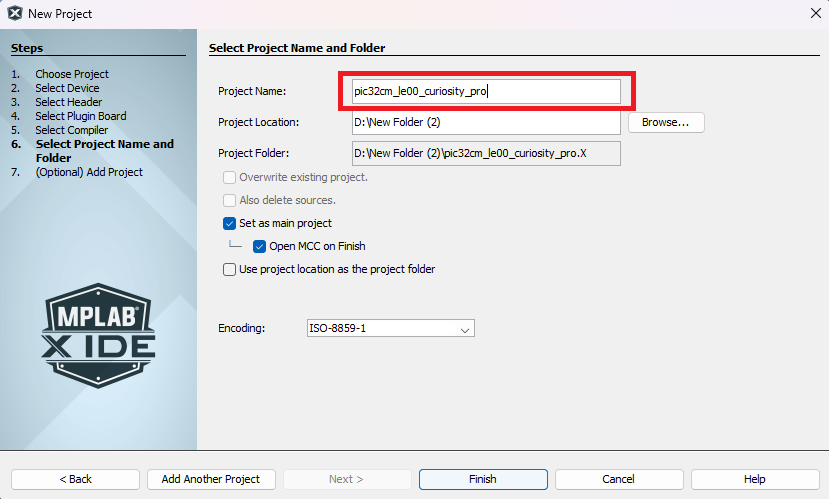 New Project
Steps
1. Choose Project
2. Select Device
3. Select Header
4. Select Plugin Board
5. Select Compiler
6. Select Project Name and
Folder
7. (Optional) Add Project
MPLAB®
X IDE
Select Project Name and Folder
Project Name: pic32cm_le00_curiosity_pro
Project Location: D:\New Folder (2) Browse...
Project Folder: D:\New Folder (2)\pic32cm_le00_curiosity_pro.X
Overwrite existing project.
Also delete sources.
Set as main project
Open MCC on Finish
Use project location as the project folder
Encoding: ISO-8859-1
< Back Add Another Project Next > Finish Cancel Help